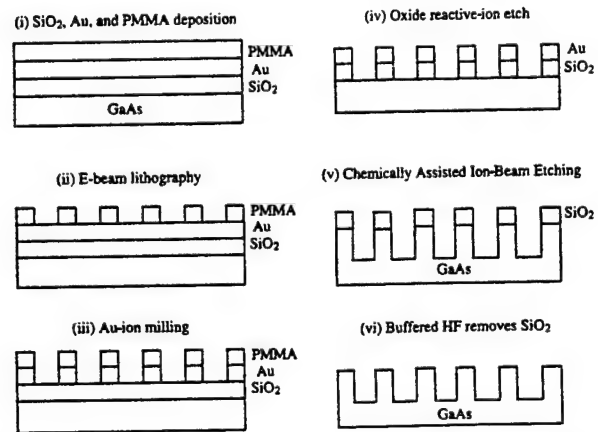 (i) SiO₂, Au, and PMMA deposition
PMMA
Au
SiO₂
GaAs
(ii) E-beam lithography
PMMA
Au
SiO₂
(iii) Au-ion milling
PMMA
Au
SiO₂
(iv) Oxide reactive-ion etch
Au
SiO₂
(v) Chemically Assisted Ion-Beam Etching
SiO₂
GaAs
(vi) Buffered HF removes SiO₂
GaAs